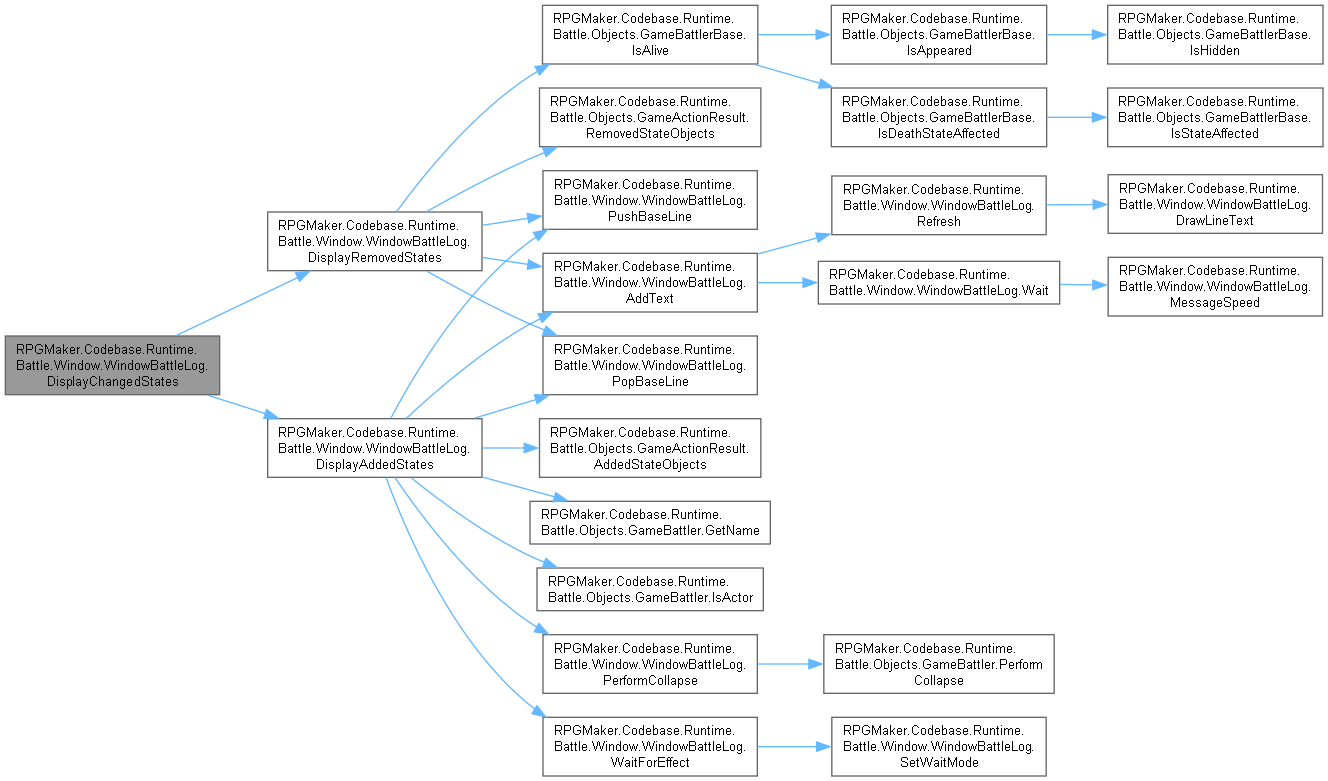 RPGMaker.Codebase.Runtime.
Battle.Objects.GameBattlerBase.
IsAlive
RPGMaker.Codebase.Runtime.
Battle.Objects.GameBattlerBase.
IsAppeared
RPGMaker.Codebase.Runtime.
Battle.Objects.GameBattlerBase.
IsHidden
RPGMaker.Codebase.Runtime.
Battle.Objects.GameActionResult.
RemovedStateObjects
RPGMaker.Codebase.Runtime.
Battle.Objects.GameBattlerBase.
IsDeathStateAffected
RPGMaker.Codebase.Runtime.
Battle.Objects.GameBattlerBase.
IsStateAffected
RPGMaker.Codebase.Runtime.
Battle.Window.WindowBattleLog.
PushBaseLine
RPGMaker.Codebase.Runtime.
Battle.Window.WindowBattleLog.
Refresh
RPGMaker.Codebase.Runtime.
Battle.Window.WindowBattleLog.
DrawLineText
RPGMaker.Codebase.Runtime.
Battle.Window.WindowBattleLog.
DisplayRemovedStates
RPGMaker.Codebase.Runtime.
Battle.Window.WindowBattleLog.
AddText
RPGMaker.Codebase.Runtime.
Battle.Window.WindowBattleLog.Wait
RPGMaker.Codebase.Runtime.
Battle.Window.WindowBattleLog.
MessageSpeed
RPGMaker.Codebase.Runtime.
Battle.Window.WindowBattleLog.
DisplayChangedStates
RPGMaker.Codebase.Runtime.
Battle.Window.WindowBattleLog.
PopBaseLine
RPGMaker.Codebase.Runtime.
Battle.Window.WindowBattleLog.
DisplayAddedStates
RPGMaker.Codebase.Runtime.
Battle.Objects.GameActionResult.
AddedStateObjects
RPGMaker.Codebase.Runtime.
Battle.Objects.GameBattler.GetName
RPGMaker.Codebase.Runtime.
Battle.Objects.GameBattler.IsActor
RPGMaker.Codebase.Runtime.
Battle.Window.WindowBattleLog.
PerformCollapse
RPGMaker.Codebase.Runtime.
Battle.Objects.GameBattler.Perform
Collapse
RPGMaker.Codebase.Runtime.
Battle.Window.WindowBattleLog.
WaitForEffect
RPGMaker.Codebase.Runtime.
Battle.Window.WindowBattleLog.
SetWaitMode